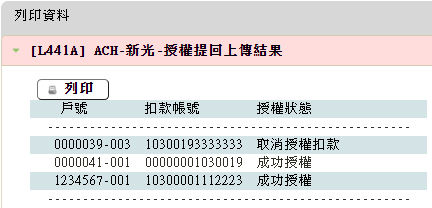 列印資料
[L441A] ACH-新光-授權提回上傳結果
列印
戶號 扣款帳號 授權狀態
--------------------------------------------------
0000039-003 10300193333333 取消授權扣款
0000041-001 00000001030019 成功授權
1234567-001 10300001112223 成功授權
--------------------------------------------------